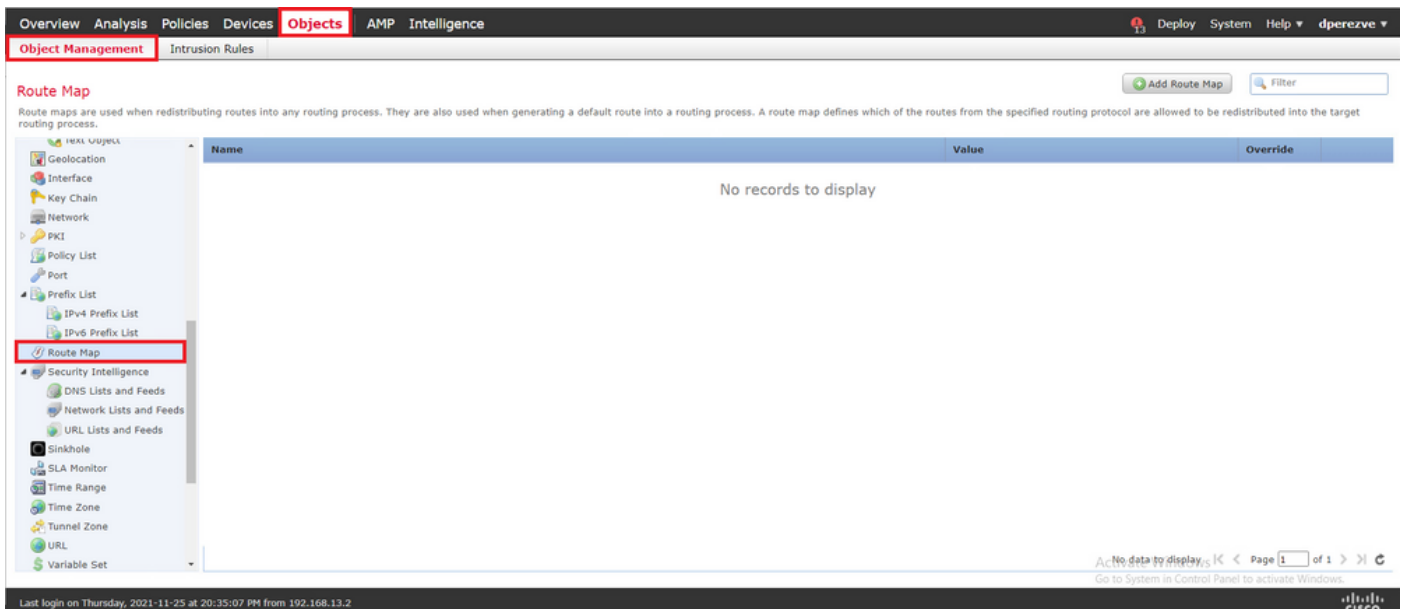 Overview Analysis Policies Devices Objects AMP Intelligence 13 Deploy System Help ▾ dperezve ▾
Object Management Intrusion Rules
Route Map
Add Route Map
Filter
Route maps are used when redistributing routes into any routing process. They are also used when generating a default route into a routing process. A route map defines which of the routes from the specified routing protocol are allowed to be redistributed into the target
routing process.
Text Object
Geolocation
Interface
Key Chain
Network
PKI
Policy List
Port
Prefix List
IPv4 Prefix List
IPv6 Prefix List
Route Map
Security Intelligence
DNS Lists and Feeds
Network Lists and Feeds
URL Lists and Feeds
Sinkhole
SLA Monitor
Time Range
Time Zone
Tunnel Zone
URL
Variable Set
Name Value Override
No records to display
No data to display |< < Page 1 of 1 > >|
Activate Windows
Go to System in Control Panel to activate Windows.
Last login on Thursday, 2021-11-25 at 20:35:07 PM from 192.168.13.2
CISCO